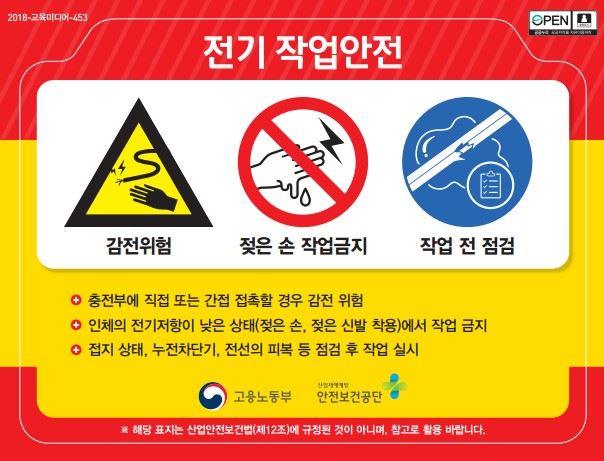 2018-교육미디어-453
OPEN
전기 작업안전
감전위험
젖은 손 작업금지
작업 전 점검
충전부에 직접 또는 간접 접촉할 경우 감전 위험
인체의 전기저항이 낮은 상태(젖은 손, 젖은 신발 착용)에서 작업 금지
접지 상태, 누전차단기, 전선의 피복 등 점검 후 작업 실시
고용노동부
산업재해예방
안전보건공단
※ 해당 표지는 산업안전보건법(제12조)에 규정된 것이 아니며, 참고로 활용 바랍니다.